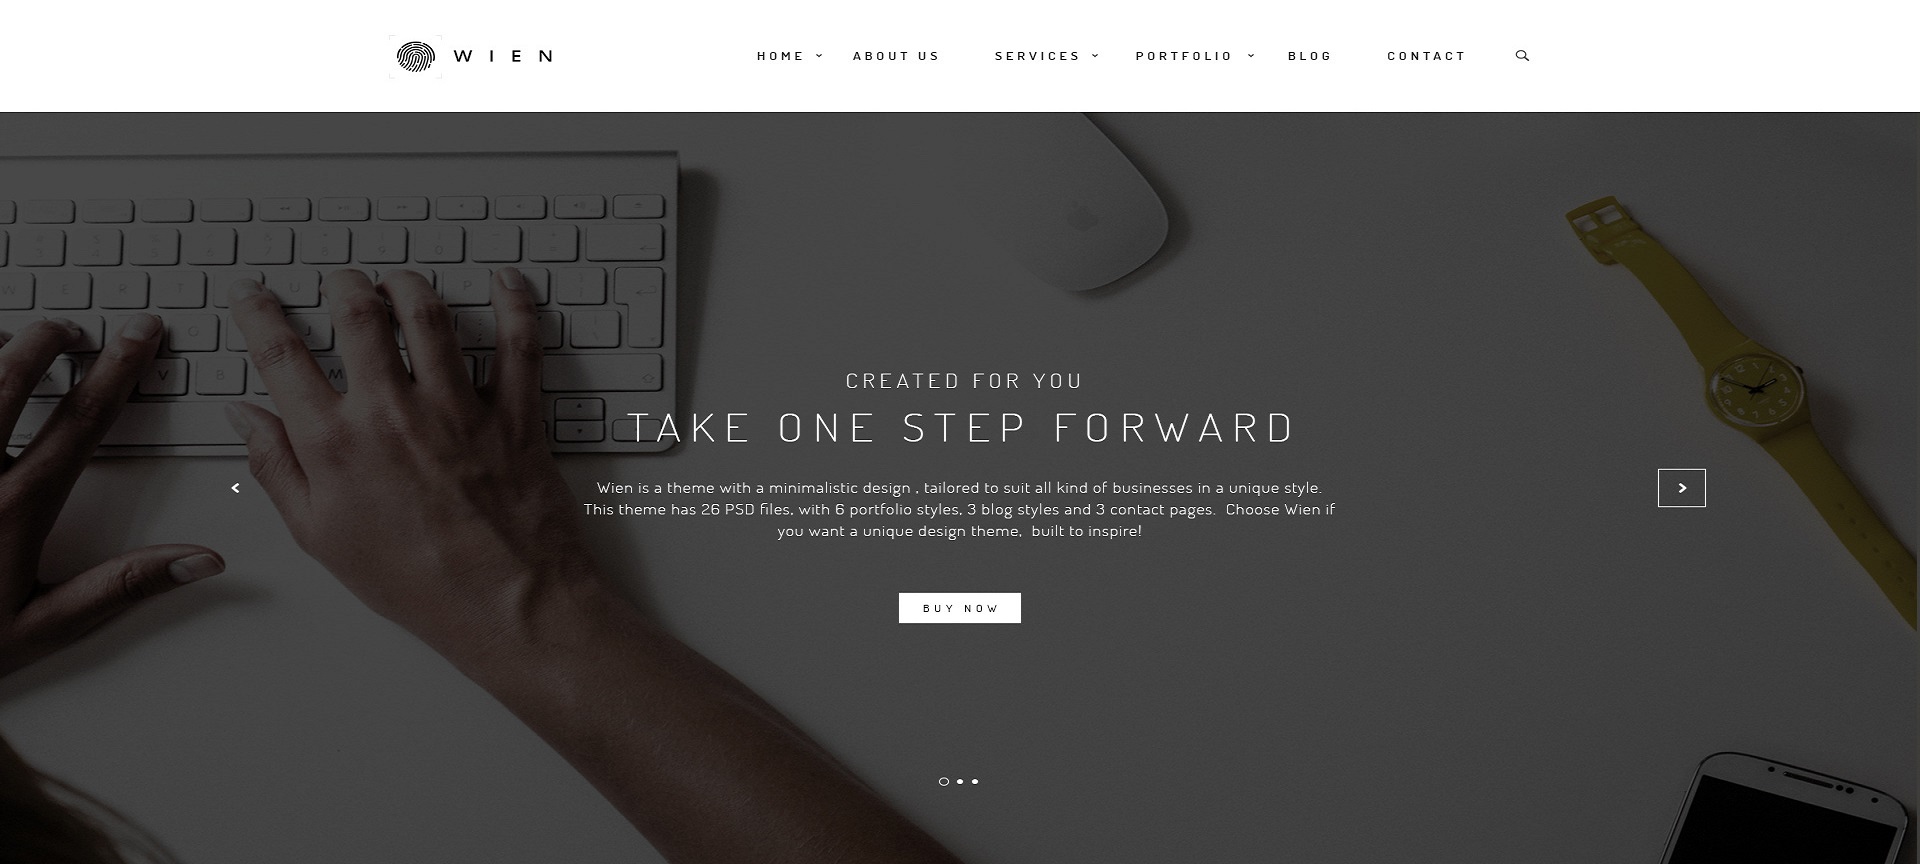 WIEN
HOME ABOUT US SERVICES PORTFOLIO BLOG CONTACT
CREATED FOR YOU
TAKE ONE STEP FORWARD
Wien is a theme with a minimalistic design , tailored to suit all kind of businesses in a unique style.
This theme has 26 PSD files, with 6 portfolio styles, 3 blog styles and 3 contact pages. Choose Wien if
you want a unique design theme, built to inspire!
BUY NOW